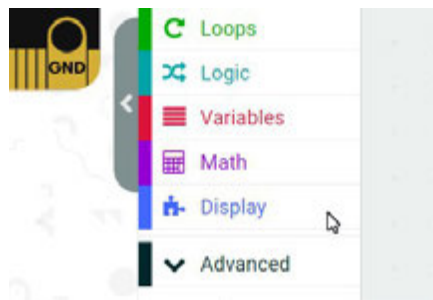 GND
Loops
Logic
Variables
Math
Display
Advanced